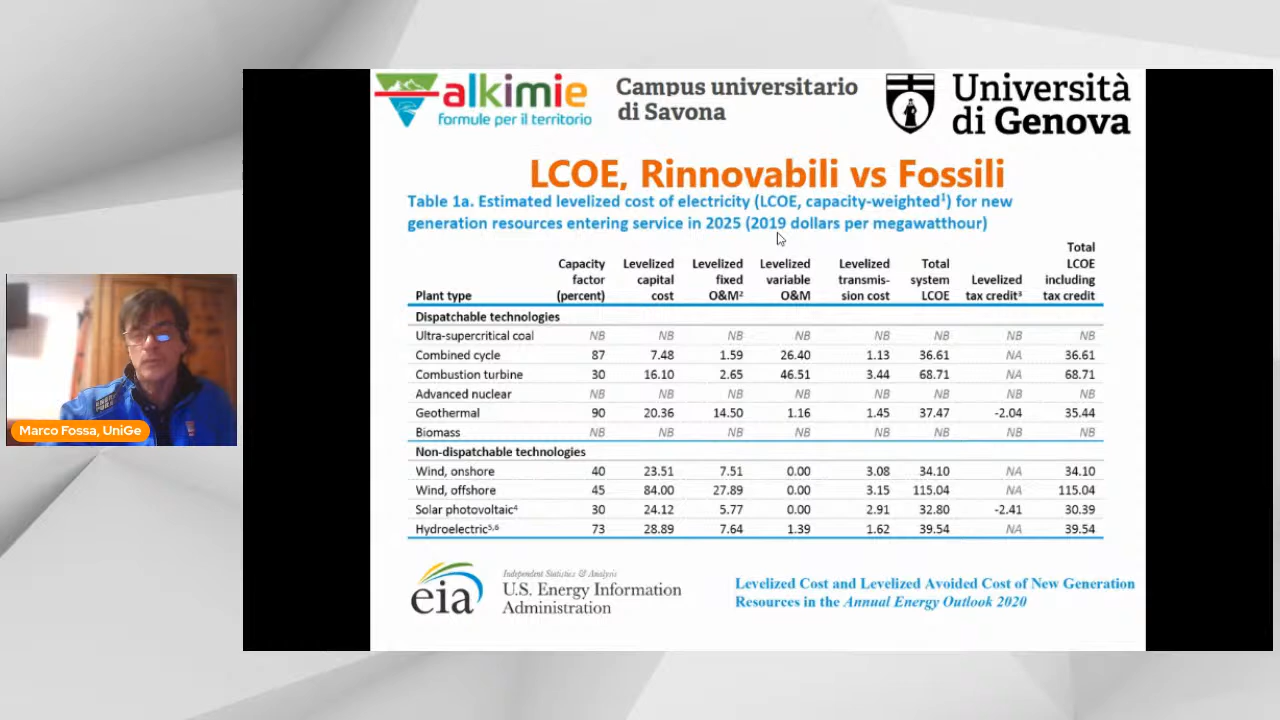 alkimie
formule per il territorio
Campus universitario
di Savona
Università
di Genova
LCOE, Rinnovabili vs Fossili
Table 1a. Estimated levelized cost of electricity (LCOE, capacity-weighted¹) for new
generation resources entering service in 2025 (2019 dollars per megawatthour)
Plant type Capacity factor (percent) Levelized capital cost Levelized fixed O&M² Levelized variable O&M Levelized transmis-sion cost Total system LCOE Levelized tax credit³ Total LCOE including tax credit
Dispatchable technologies
Ultra-supercritical coal NB NB NB NB NB NB NB NB
Combined cycle 87 7.48 1.59 26.40 1.13 36.61 NA 36.61
Combustion turbine 30 16.10 2.65 46.51 3.44 68.71 NA 68.71
Advanced nuclear NB NB NB NB NB NB NB NB
Geothermal 90 20.36 14.50 1.16 1.45 37.47 -2.04 35.44
Biomass NB NB NB NB NB NB NB NB
Non-dispatchable technologies
Wind, onshore 40 23.51 7.51 0.00 3.08 34.10 NA 34.10
Wind, offshore 45 84.00 27.89 0.00 3.15 115.04 NA 115.04
Solar photovoltaic⁴ 30 24.12 5.77 0.00 2.91 32.80 -2.41 30.39
Hydroelectric⁵,⁶ 73 28.89 7.64 1.39 1.62 39.54 NA 39.54
Marco Fossa, UniGe
eia
Independent Statistics & Analysis
U.S. Energy Information
Administration
Levelized Cost and Levelized Avoided Cost of New Generation
Resources in the Annual Energy Outlook 2020